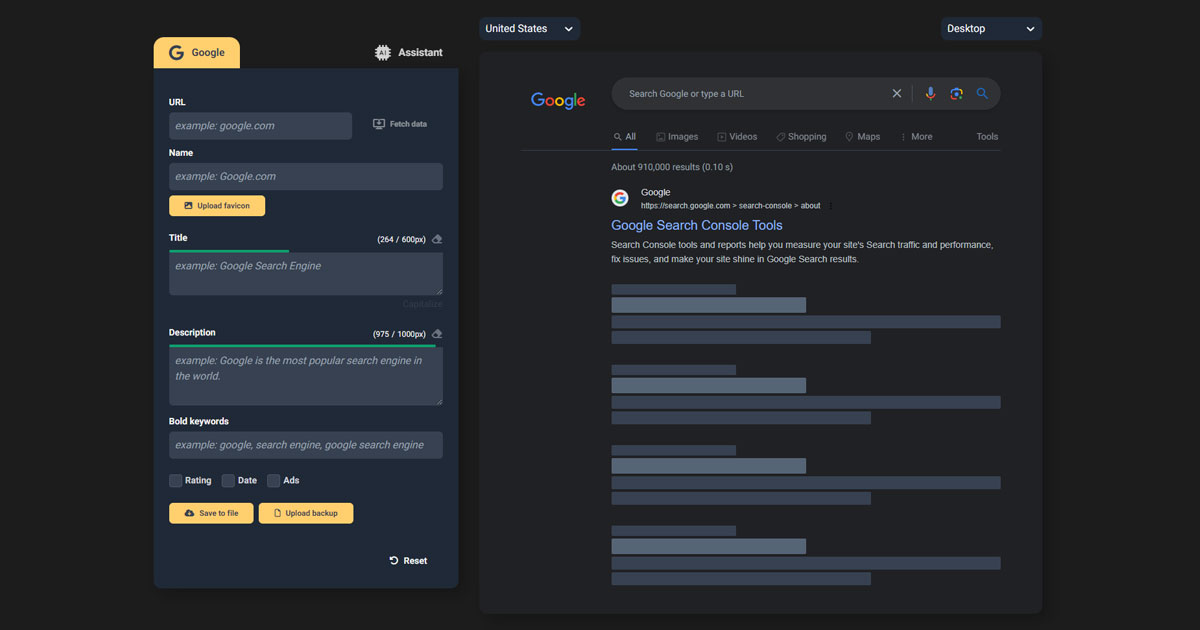 United States
Desktop
Google
AI
Assistant
URL
example: google.com
Fetch data
Name
example: Google.com
Upload favicon
Title
(264 / 600px)
example: Google Search Engine
Capitalize
Description
(975 / 1000px)
example: Google is the most popular search engine in
the world.
Bold keywords
example: google, search engine, google search engine
Rating
Date
Ads
Save to file
Upload backup
Reset
Google
Search Google or type a URL
All
Images
Videos
Shopping
Maps
More
Tools
About 910,000 results (0.10 s)
Google
https://search.google.com > search-console > about
Google Search Console Tools
Search Console tools and reports help you measure your site's Search traffic and performance,
fix issues, and make your site shine in Google Search results.